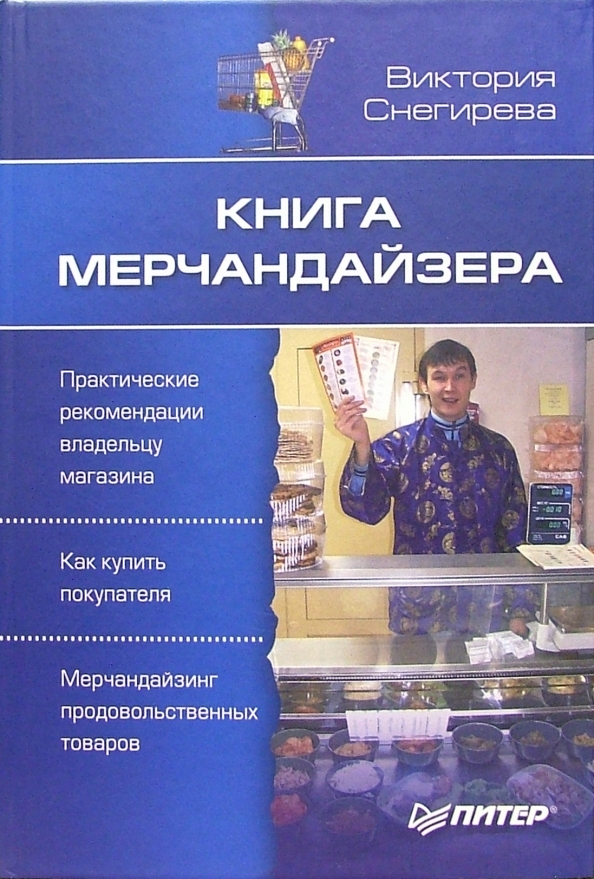 Виктория
Снегирева
КНИГА
МЕРЧАНДАЙЗЕРА
Практические
рекомендации
владельцу
магазина
Как купить
покупателя
Мерчандайзинг
продовольственных
товаров
ПИТЕР®